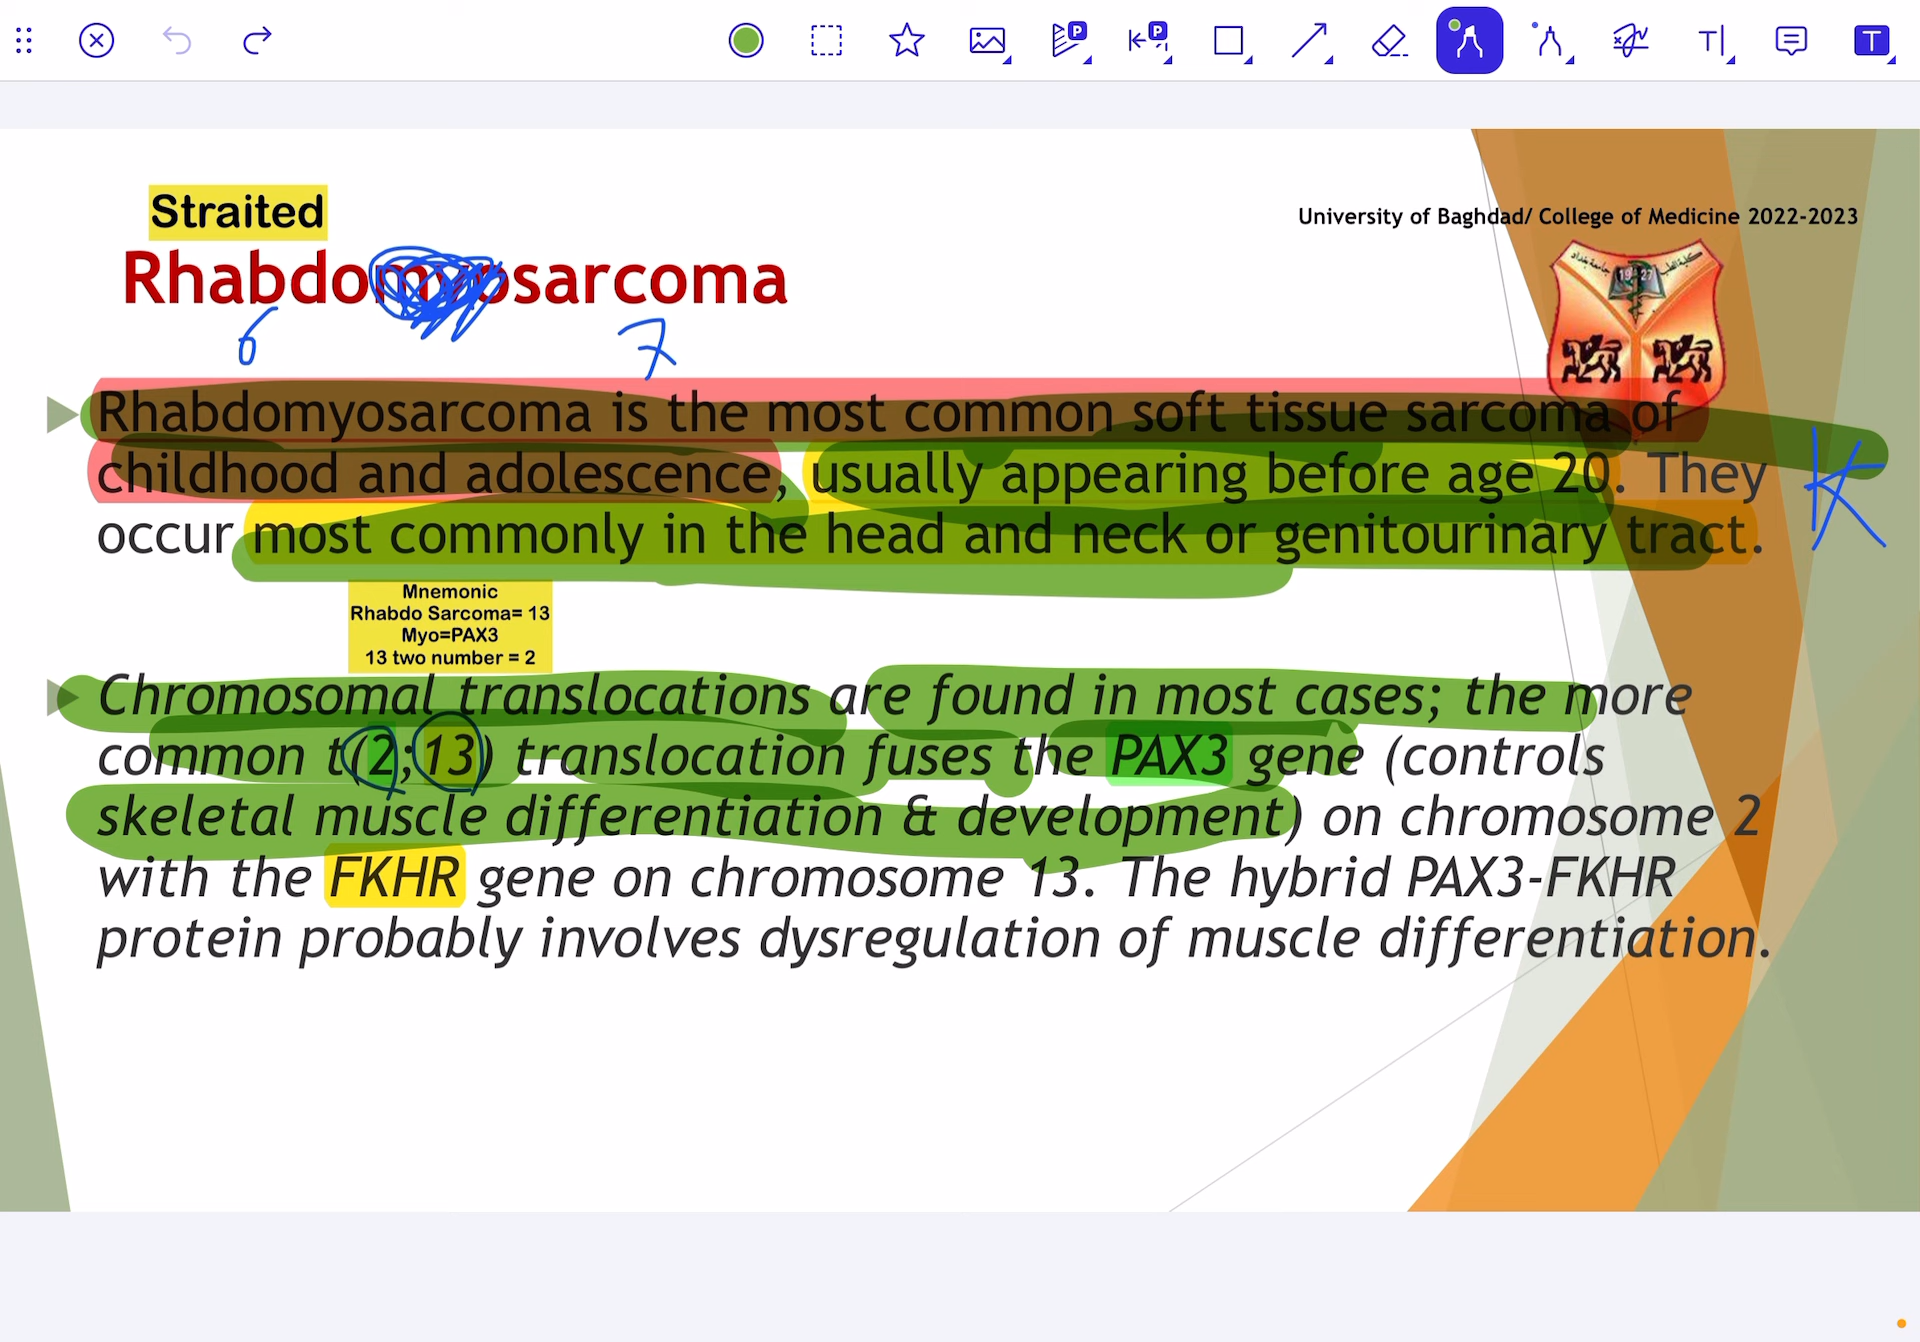 Straited
University of Baghdad/ College of Medicine 2022-2023
Rhabdomyosarcoma
6 7
Rhabdomyosarcoma is the most common soft tissue sarcoma of
childhood and adolescence, usually appearing before age 20. They
occur most commonly in the head and neck or genitourinary tract.
Mnemonic
Rhabdo Sarcoma= 13
Myo=PAX3
13 two number = 2
Chromosomal translocations are found in most cases; the more
common t(2;13) translocation fuses the PAX3 gene (controls
skeletal muscle differentiation & development) on chromosome 2
with the FKHR gene on chromosome 13. The hybrid PAX3-FKHR
protein probably involves dysregulation of muscle differentiation.